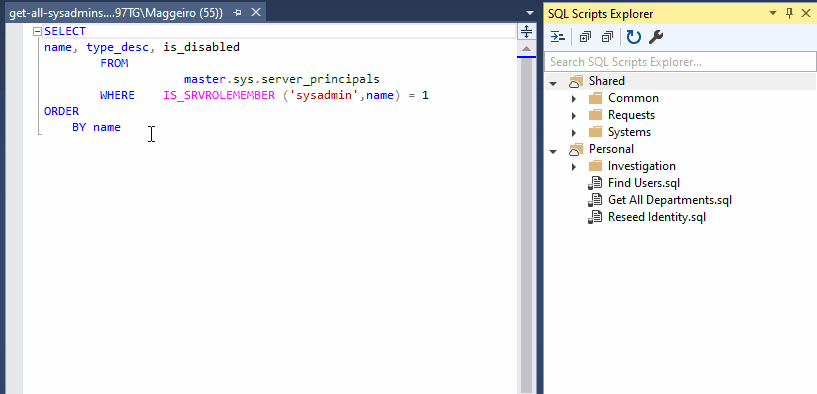 get-all-sysadmins....97TG\Maggeiro (55))
SELECT
name, type_desc, is_disabled
FROM
master.sys.server_principals
WHERE IS_SRVROLEMEMBER ('sysadmin',name) = 1
ORDER
BY name
SQL Scripts Explorer
Search SQL Scripts Explorer...
Shared
Common
Requests
Systems
Personal
Investigation
Find Users.sql
Get All Departments.sql
Reseed Identity.sql